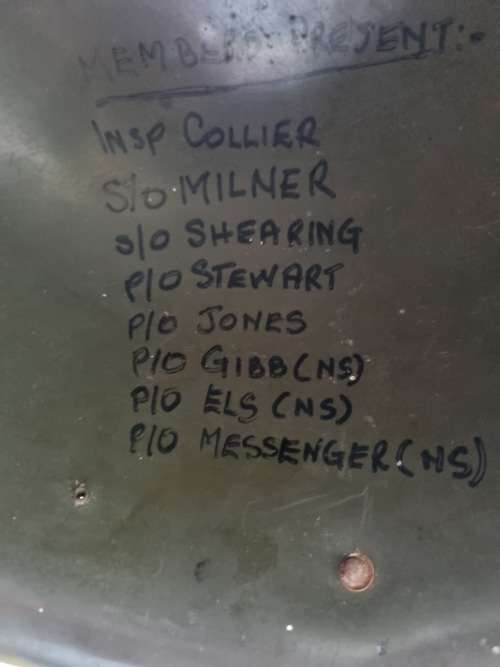 MEMBERS PRESENT:-
INSP COLLIER
S/O MILNER
S/O SHEARING
P/O STEWART
P/O JONES
P/O GIBB (NS)
P/O ELS (NS)
P/O MESSENGER (NS)